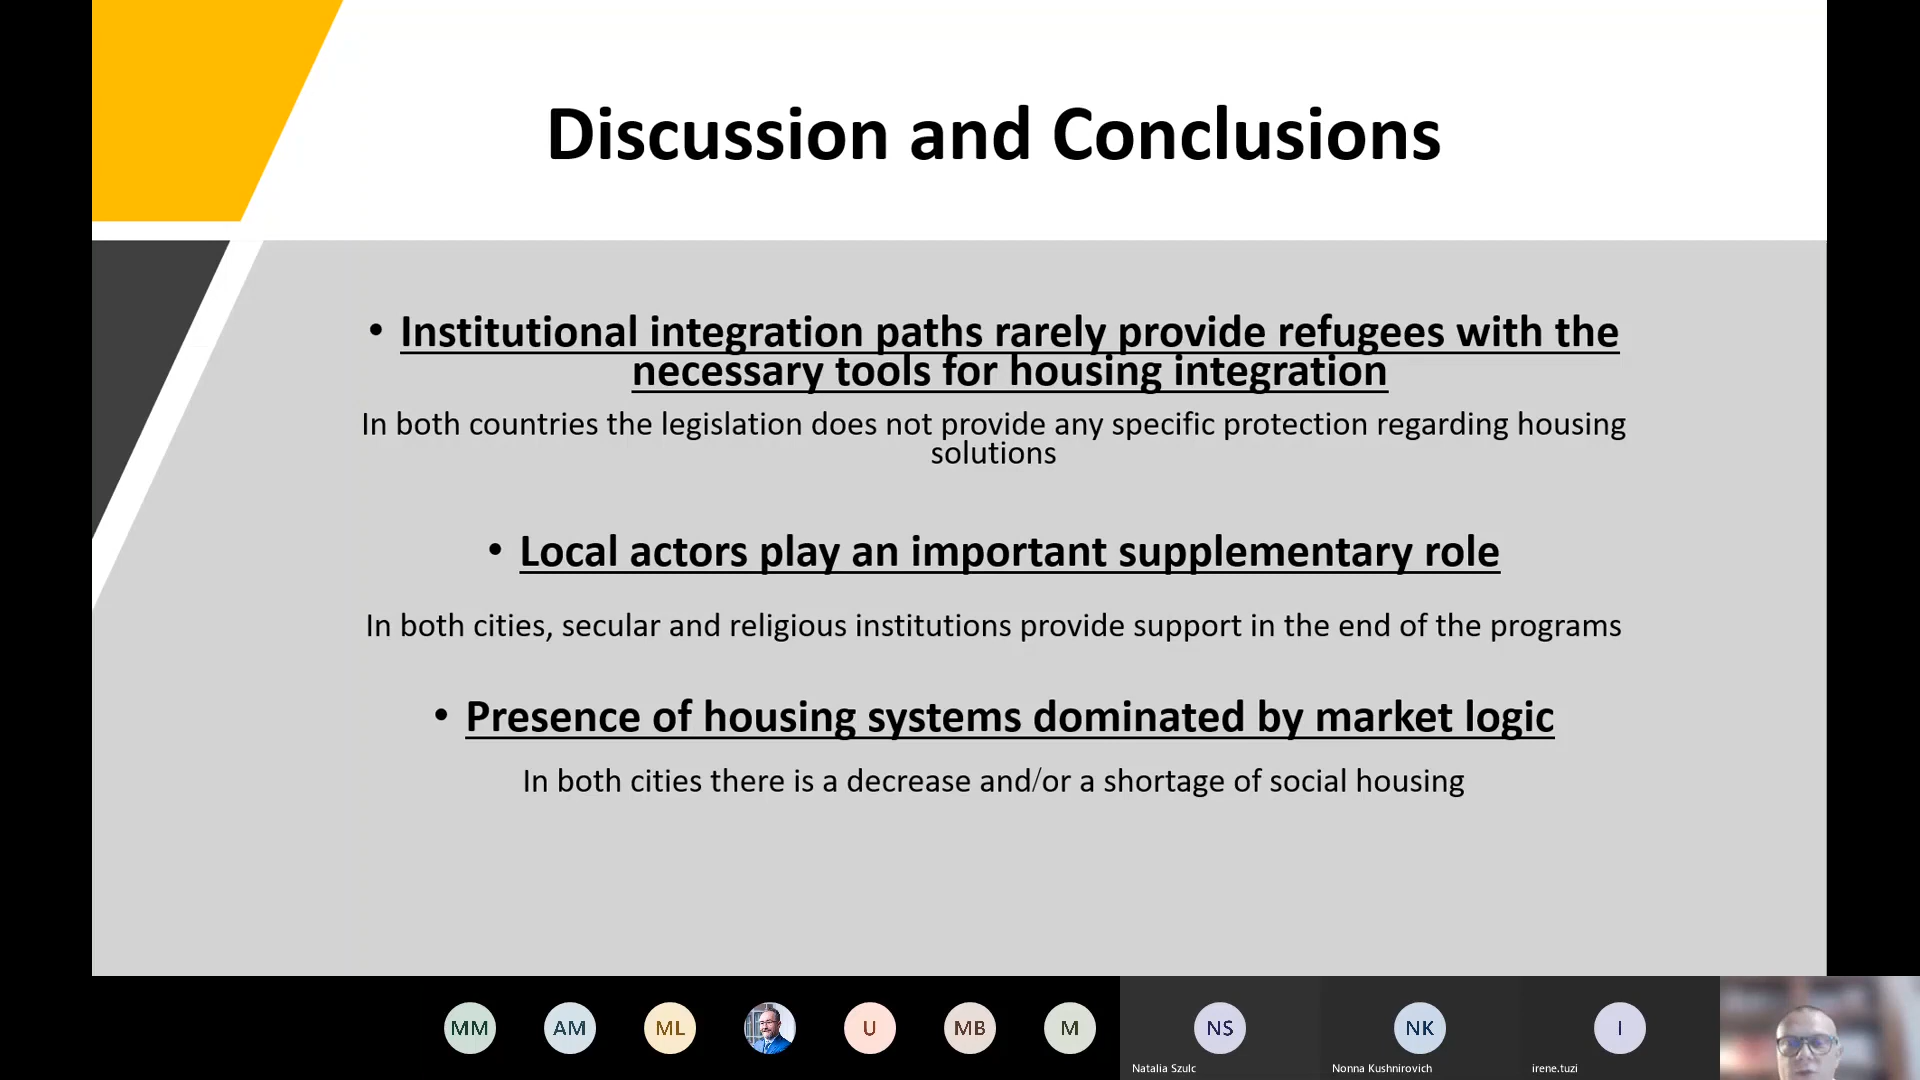 Discussion and Conclusions
• Institutional integration paths rarely provide refugees with the
necessary tools for housing integration
In both countries the legislation does not provide any specific protection regarding housing
solutions
• Local actors play an important supplementary role
In both cities, secular and religious institutions provide support in the end of the programs
• Presence of housing systems dominated by market logic
In both cities there is a decrease and/or a shortage of social housing
MM AM ML U MB M NS NK I
Natalia Szulc Nonna Kushnirovich irene.tuzi